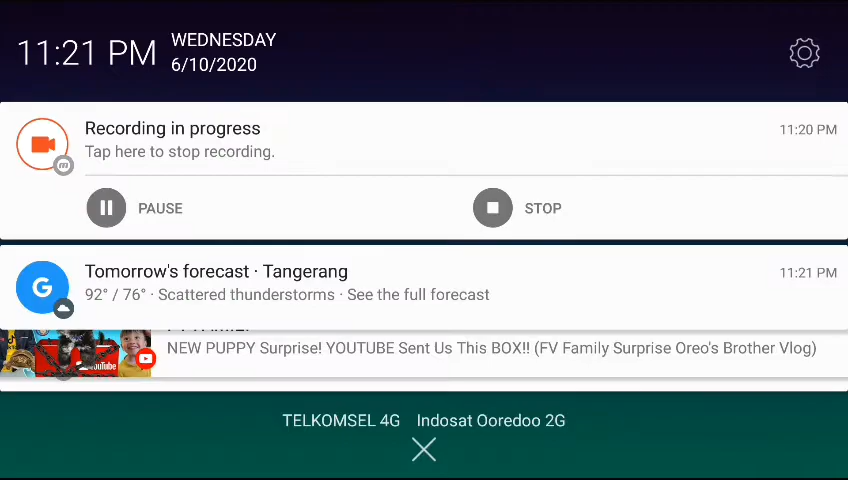 11:21 PM
WEDNESDAY
6/10/2020
Recording in progress
11:20 PM
Tap here to stop recording.
PAUSE
STOP
Tomorrow's forecast · Tangerang
11:21 PM
92° / 76° · Scattered thunderstorms · See the full forecast
NEW PUPPY Surprise! YOUTUBE Sent Us This BOX!! (FV Family Surprise Oreo's Brother Vlog)
TELKOMSEL 4G Indosat Ooredoo 2G